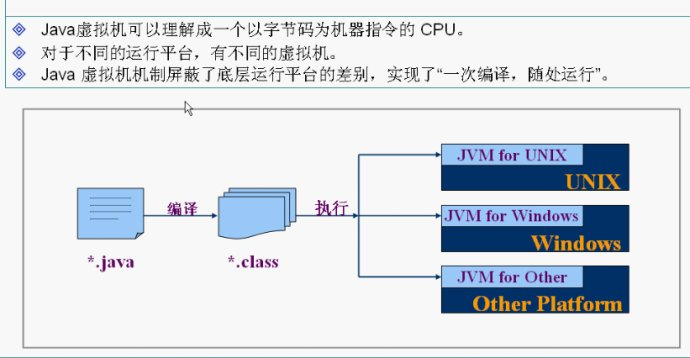 Java虚拟机可以理解成一个以字节码为机器指令的 CPU。
对于不同的运行平台，有不同的虚拟机。
Java 虚拟机机制屏蔽了底层运行平台的差别，实现了“一次编译，随处运行”。
JVM for UNIX
UNIX
编译
执行
JVM for Windows
Windows
*.java
*.class
JVM for Other
Other Platform